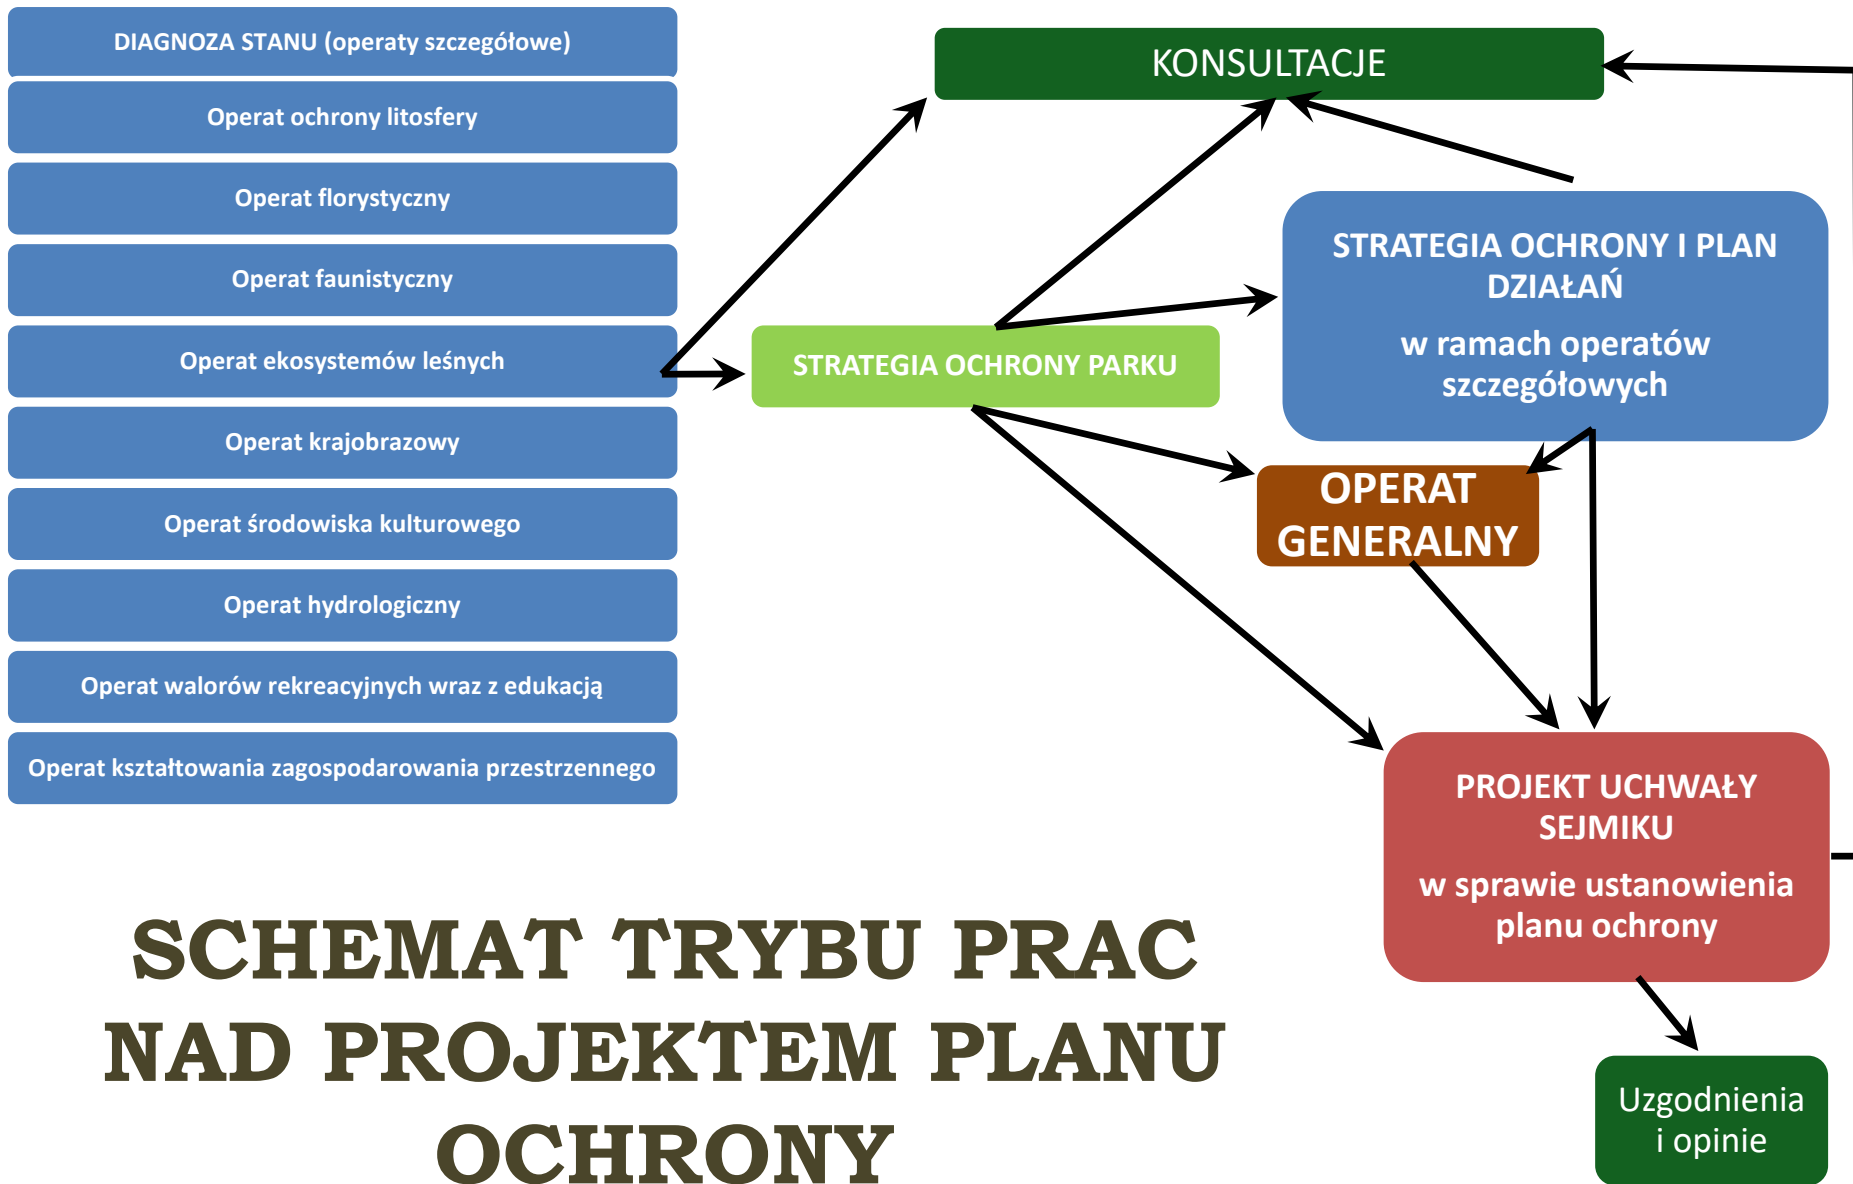 DIAGNOZA STANU (operaty szczegółowe)
Operat ochrony litosfery
Operat florystyczny
Operat faunistyczny
Operat ekosystemów leśnych
Operat krajobrazowy
Operat środowiska kulturowego
Operat hydrologiczny
Operat walorów rekreacyjnych wraz z edukacją
Operat kształtowania zagospodarowania przestrzennego
KONSULTACJE
STRATEGIA OCHRONY PARKU
STRATEGIA OCHRONY I PLAN
DZIAŁAŃ
w ramach operatów
szczegółowych
OPERAT
GENERALNY
PROJEKT UCHWAŁY
SEJMIKU
w sprawie ustanowienia
planu ochrony
Uzgodnienia
i opinie
SCHEMAT TRYBU PRAC
NAD PROJEKTEM PLANU
OCHRONY